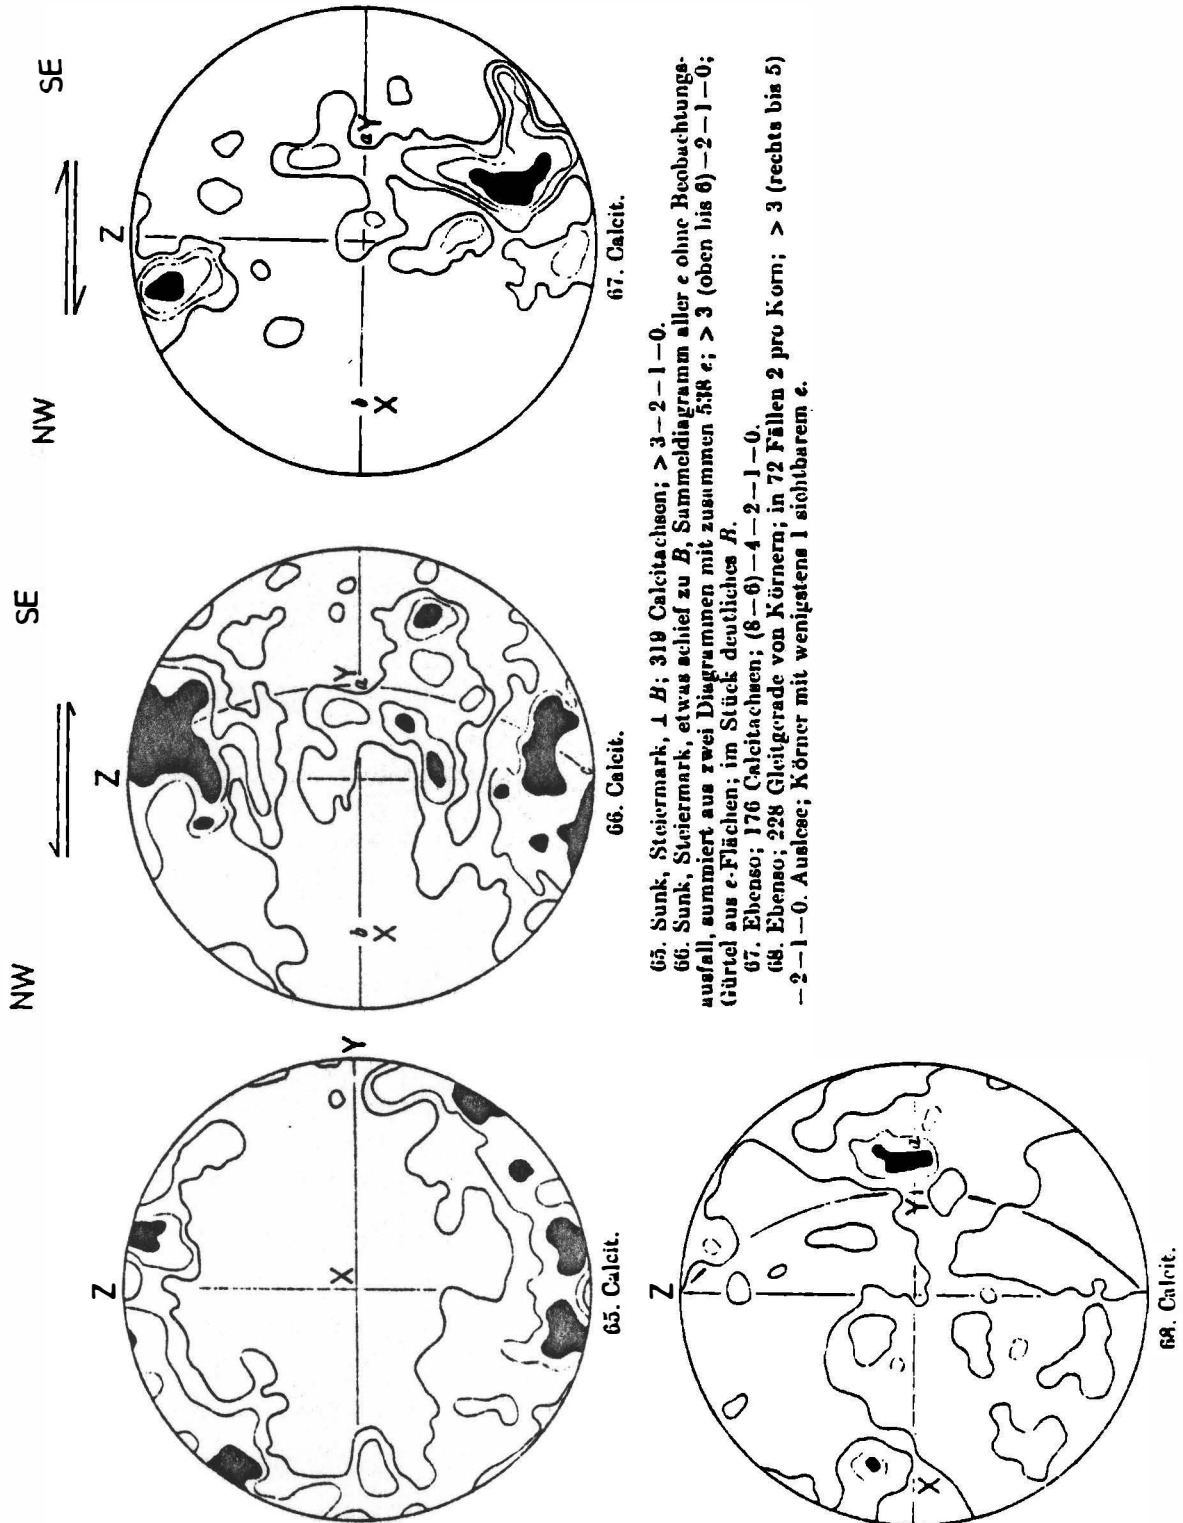 NW SE
NW SE
Z
X
Y
65. Calcit.
Z
b
X
a Y
66. Calcit.
Z
b
X
a Y
67. Calcit.
65. Sunk, Steiermark, ⊥ B; 319 Calcitachsen; > 3–2–1–0.
66. Sunk, Steiermark, etwas schief zu B, Summeldiagramm aller e ohne Beobachtungs-
ausfall, summiert aus zwei Diagrammen mit zusammen 538 e; > 3 (oben bis 6)–2–1–0;
Gürtel aus e-Flächen; im Stück deutliches B.
67. Ebenso; 176 Calcitachsen; (8–6)–4–2–1–0.
68. Ebenso; 228 Gleitgerade von Körnern; in 72 Fällen 2 pro Korn; > 3 (rechts bis 5)
–2–1–0. Auslese; Körner mit wenigstens 1 sichtbarem e.
Z
X
Y
a
68. Calcit.